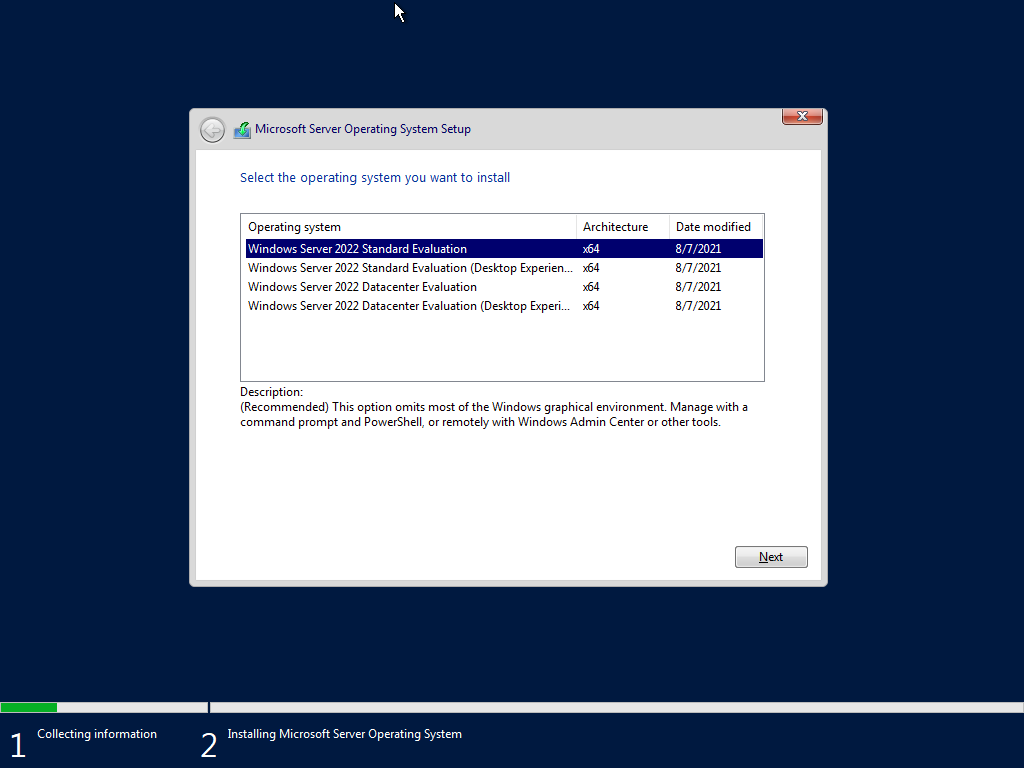 Microsoft Server Operating System Setup
Select the operating system you want to install
Operating system Architecture Date modified
Windows Server 2022 Standard Evaluation x64 8/7/2021
Windows Server 2022 Standard Evaluation (Desktop Experien... x64 8/7/2021
Windows Server 2022 Datacenter Evaluation x64 8/7/2021
Windows Server 2022 Datacenter Evaluation (Desktop Experi... x64 8/7/2021
Description:
(Recommended) This option omits most of the Windows graphical environment. Manage with a
command prompt and PowerShell, or remotely with Windows Admin Center or other tools.
Next
1 Collecting information 2 Installing Microsoft Server Operating System